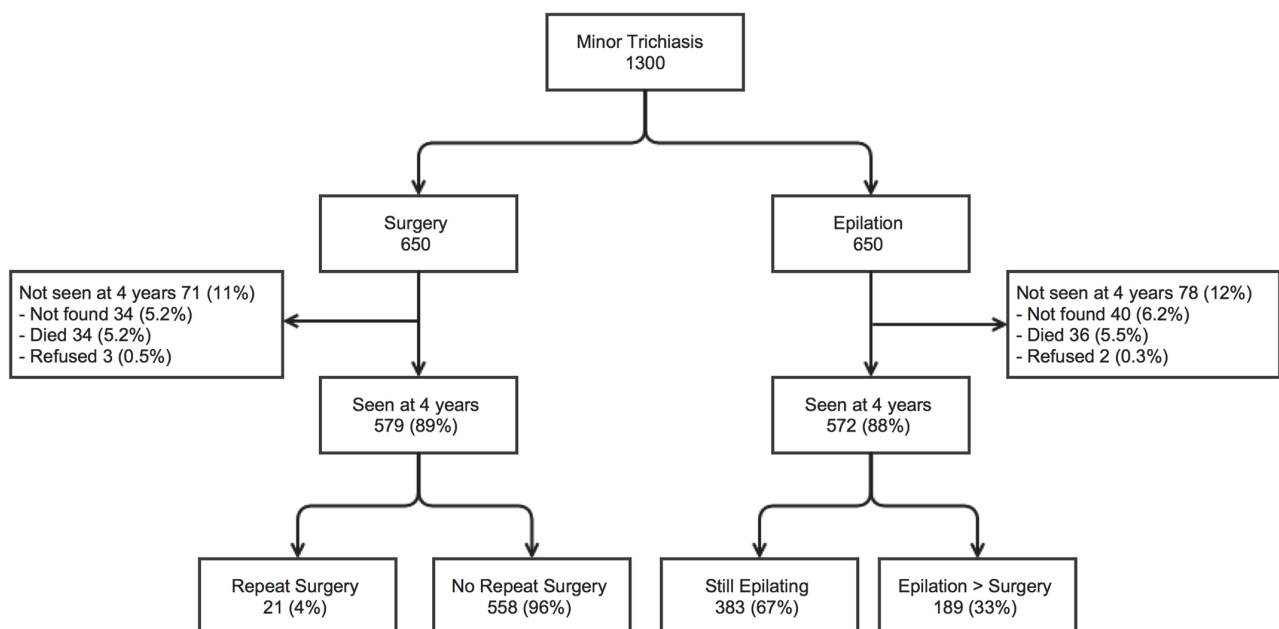 Minor Trichiasis
1300
Surgery
650
Epilation
650
Not seen at 4 years 71 (11%)
- Not found 34 (5.2%)
- Died 34 (5.2%)
- Refused 3 (0.5%)
Not seen at 4 years 78 (12%)
- Not found 40 (6.2%)
- Died 36 (5.5%)
- Refused 2 (0.3%)
Seen at 4 years
579 (89%)
Seen at 4 years
572 (88%)
Repeat Surgery
21 (4%)
No Repeat Surgery
558 (96%)
Still Epilating
383 (67%)
Epilation > Surgery
189 (33%)